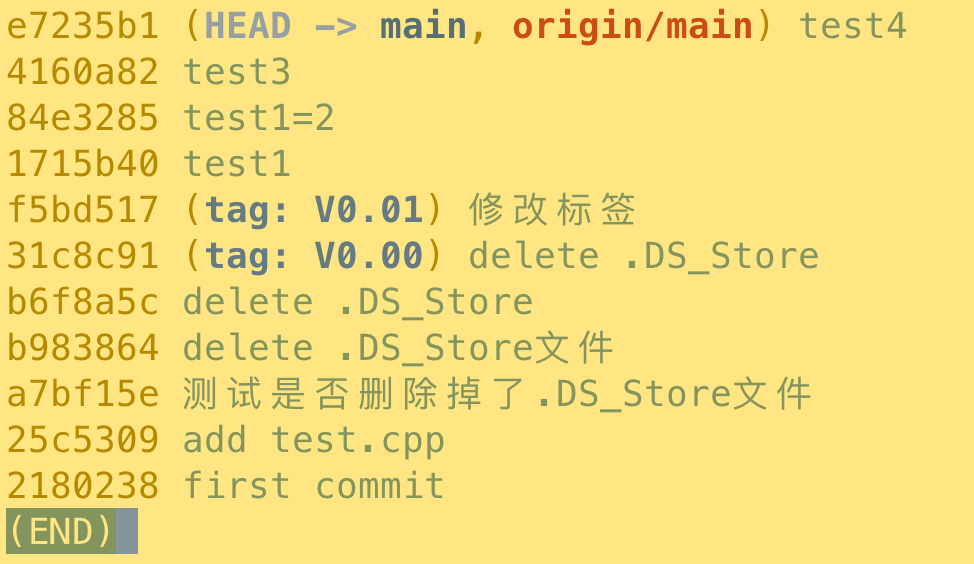 e7235b1 (HEAD -> main, origin/main) test4
4160a82 test3
84e3285 test1=2
1715b40 test1
f5bd517 (tag: V0.01) 修改标签
31c8c91 (tag: V0.00) delete .DS_Store
b6f8a5c delete .DS_Store
b983864 delete .DS_Store文件
a7bf15e 测试是否删除掉了.DS_Store文件
25c5309 add test.cpp
2180238 first commit
(END)